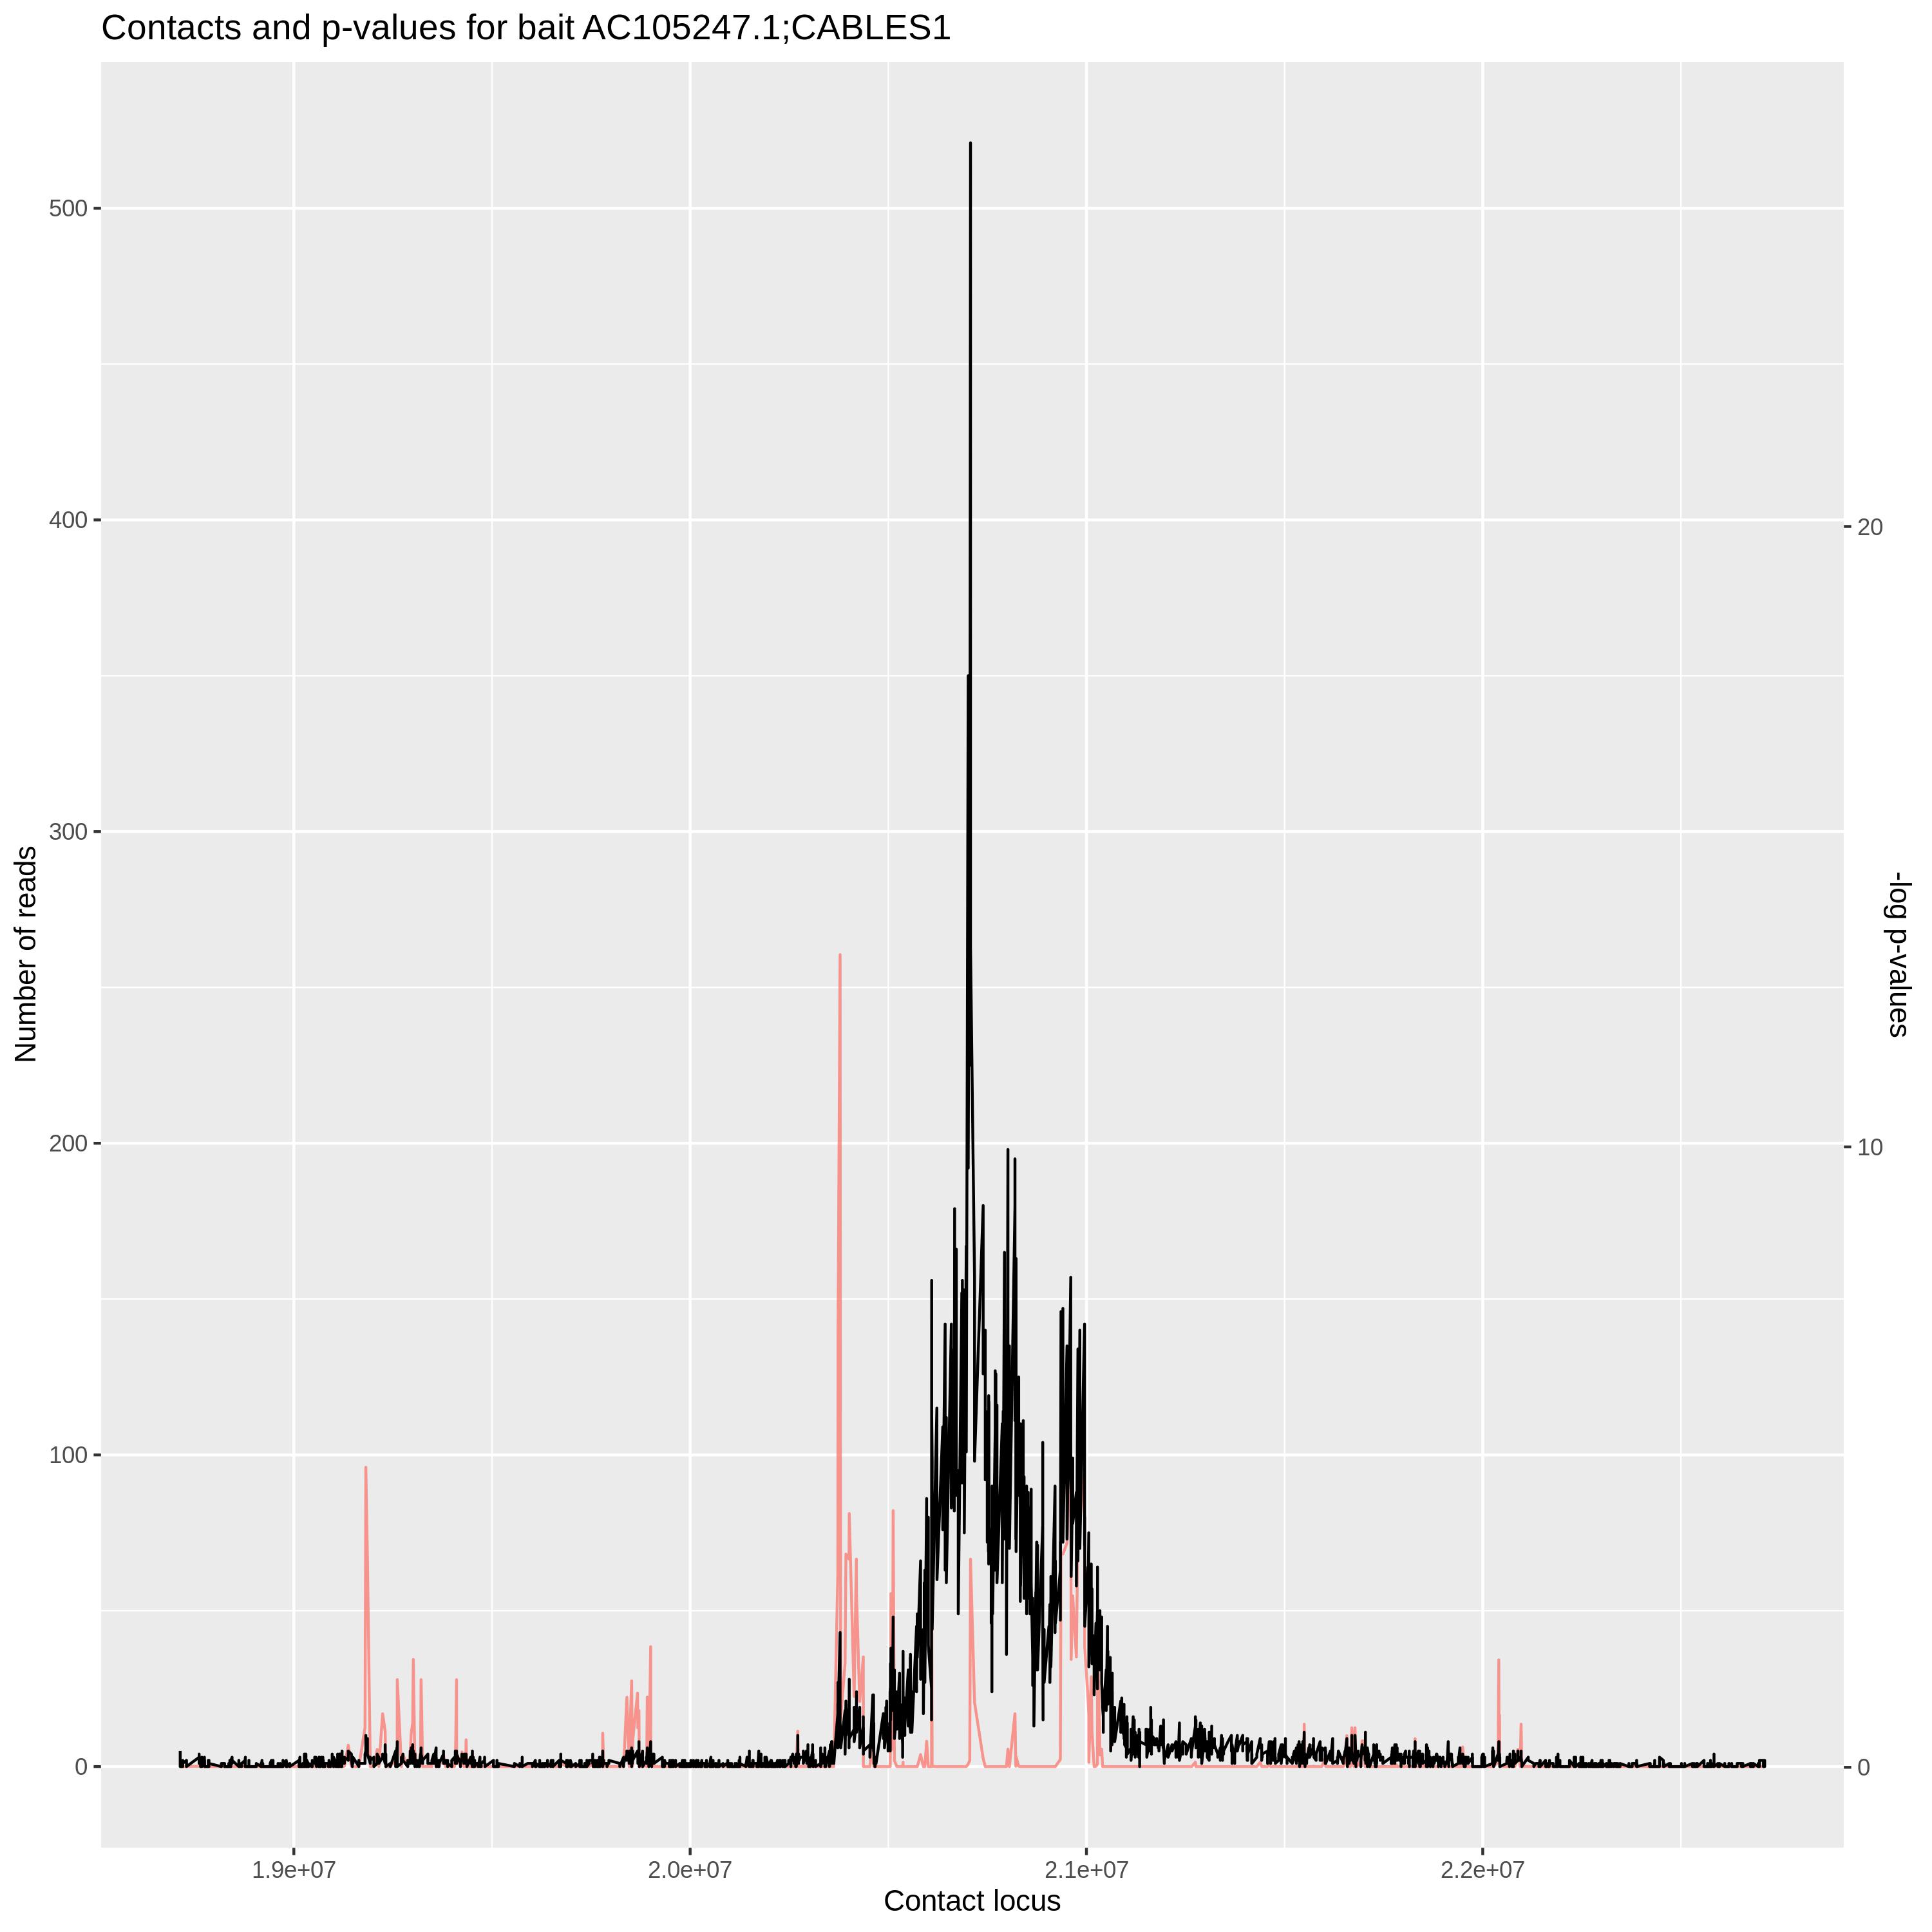 Contacts and p-values for bait AC105247.1;CABLES1
500
400
300
200
100
0
Number of reads
20
10
0
-log p-values
1.9e+07
2.0e+07
2.1e+07
2.2e+07
Contact locus